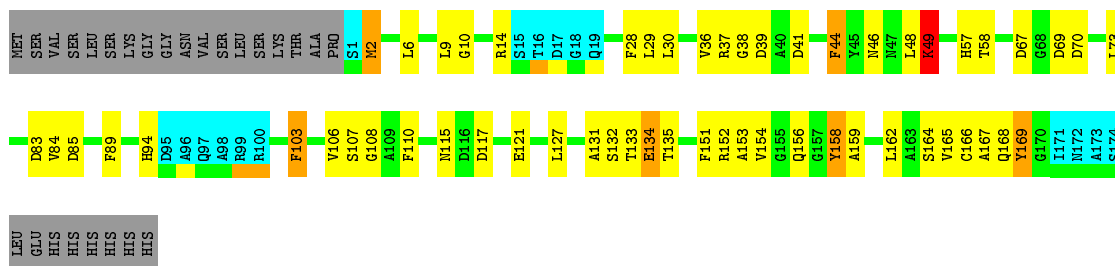 MET SER VAL SER LEU SER LYS GLY GLY ASN VAL SER LEU SER LYS THR ALA PRO S1 M2 L6 L9 G10 R14 S15 T16 D17 G18 Q19 F28 L29 L30 V36 R37 G38 D39 A40 D41 F44 Y45 N46 N47 L48 K49 H57 T58 D67 G68 D69 D70
D83 V84 D85 F89 H94 D95 A96 Q97 A98 R99 R100 F103 V106 S107 G108 A109 F110 N115 D116 D117 E121 L127 A131 S132 T133 E134 T135 F151 R152 A153 V154 G155 Q156 G157 Y158 A159 L162 A163 S164 V165 C166 A167 Q168 Y169 G170 I171 N172 A173
LEU GLU HIS HIS HIS HIS HIS HIS